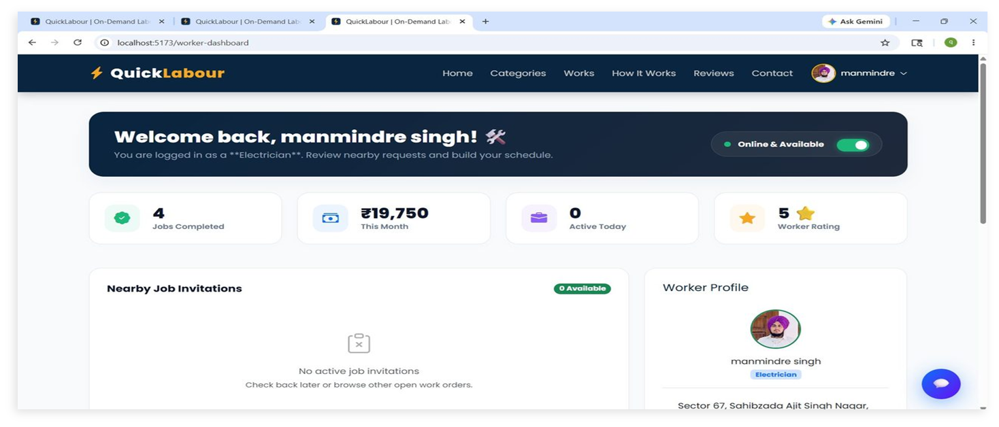 QuickLabour | On-Demand Lab
QuickLabour | On-Demand Lab
QuickLabour | On-Demand Lab
Ask Gemini
localhost:5173/worker-dashboard
q
QuickLabour
Home Categories Works How It Works Reviews Contact manmindre
Welcome back, manmindre singh!
You are logged in as a **Electrician**. Review nearby requests and build your schedule.
Online & Available
4
Jobs Completed
₹19,750
This Month
0
Active Today
5
Worker Rating
Nearby Job Invitations
0 Available
No active job invitations
Check back later or browse other open work orders.
Worker Profile
manmindre singh
Electrician
Sector 67, Sahibzada Ajit Singh Nagar,